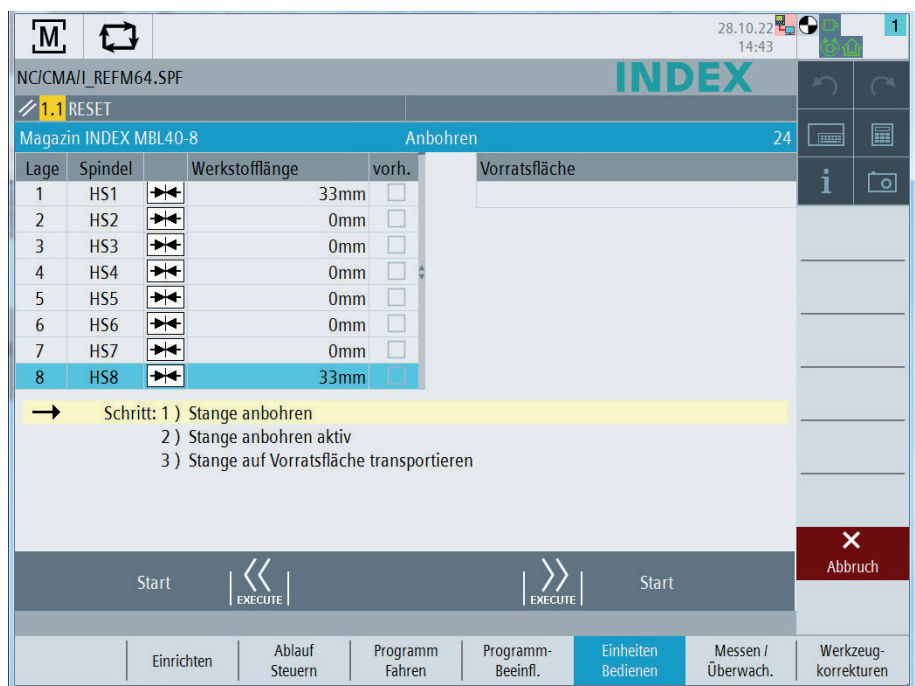 M
28.10.22
1
14:43
NC/CMA/I_REFM64.SPF
INDEX
1.1 RESET
Magazin INDEX MBL40-8 Anbohren 24
Lage Spindel Werkstofflänge vorh. Vorratsfläche
1 HS1 33mm
2 HS2 0mm
3 HS3 0mm
4 HS4 0mm
5 HS5 0mm
6 HS6 0mm
7 HS7 0mm
8 HS8 33mm
Schritt: 1 ) Stange anbohren
2 ) Stange anbohren aktiv
3 ) Stange auf Vorratsfläche transportieren
i
Abbruch
Start EXECUTE EXECUTE Start
Einrichten
Ablauf
Steuern
Programm
Fahren
Programm-
Beeinfl.
Einheiten
Bedienen
Messen /
Überwach.
Werkzeug-
korrekturen